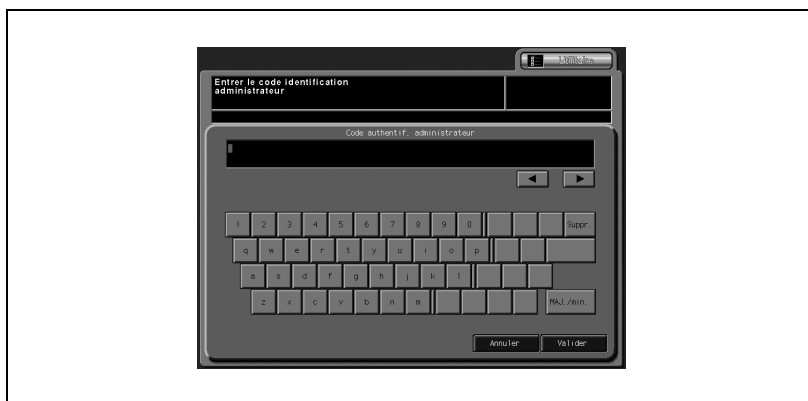 Utilitaire
Entrer le code identification
administrateur
Code authentif. administrateur
1 2 3 4 5 6 7 8 9 0 Suppr.
q w e r t y u i o p
a s d f g h j k l
z x c v b n m MAJ./min.
Annuler Valider